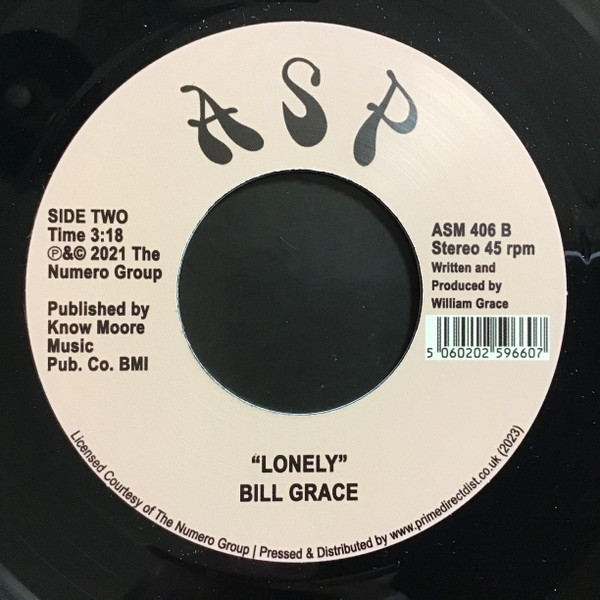 ASP
SIDE TWO
Time 3:18
℗&© 2021 The
Numero Group
Published by
Know Moore
Music
Pub. Co. BMI
ASM 406 B
Stereo 45 rpm
Written and
Produced by
William Grace
5 060202 596607
“LONELY”
BILL GRACE
Licensed Courtesy of The Numero Group | Pressed & Distributed by www.primedirectdist.co.uk (2023)